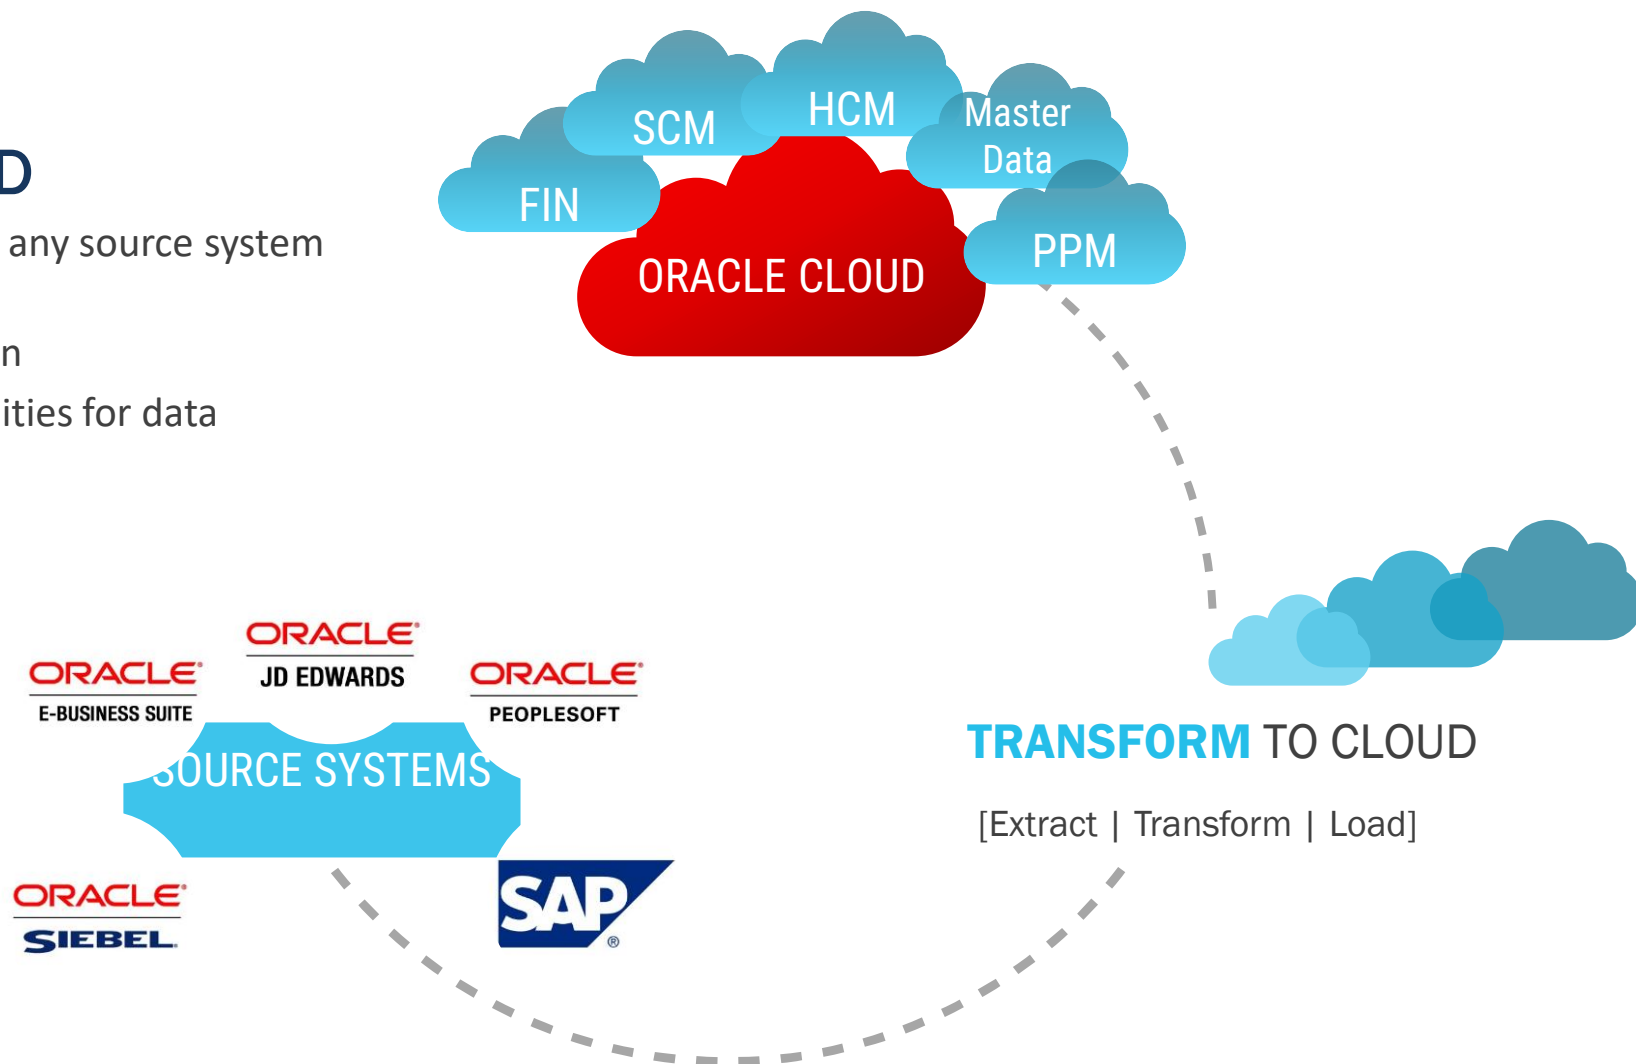 HCM
Master
SCM
Data
D
FIN
any source system
PPM
ORACLE CLOUD
n
ities for data
ORACLE®
JD EDWARDS
ORACLE®
E-BUSINESS SUITE
ORACLE®
PEOPLESOFT
SOURCE SYSTEMS
TRANSFORM TO CLOUD
[Extract | Transform | Load]
ORACLE®
SIEBEL.
SAP
®